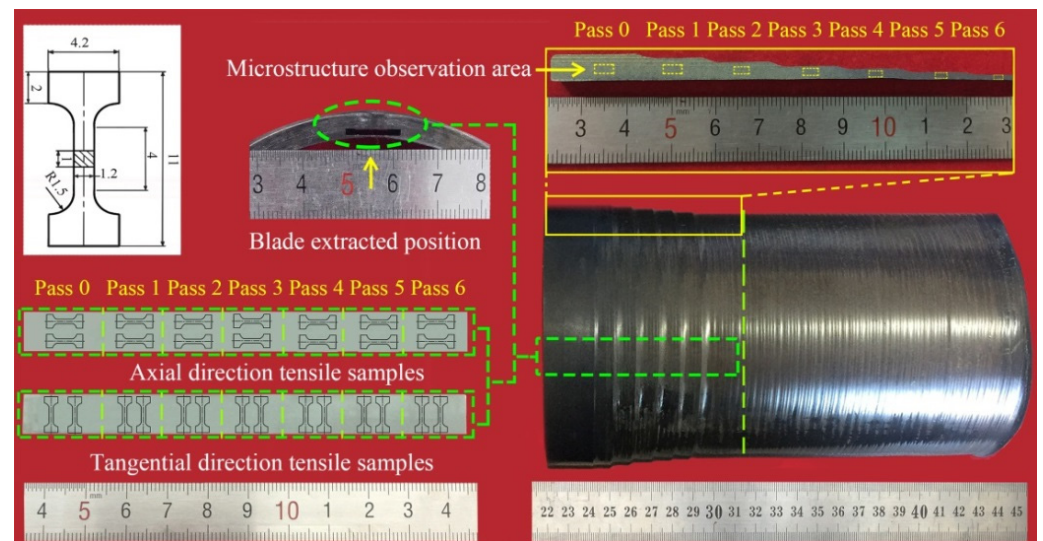 4.2
2
4
11
1
1.2
R1.5
Microstructure observation area
3 4 5 6 7 8
Blade extracted position
Pass 0 Pass 1 Pass 2 Pass 3 Pass 4 Pass 5 Pass 6
3 4 5 6 7 8 9 10 1 2 3
mm
Pass 0 Pass 1 Pass 2 Pass 3 Pass 4 Pass 5 Pass 6
Axial direction tensile samples
Tangential direction tensile samples
4 5 6 7 8 9 10 1 2 3 4
mm
22 23 24 25 26 27 28 29 30 31 32 33 34 35 36 37 38 39 40 41 42 43 44 45